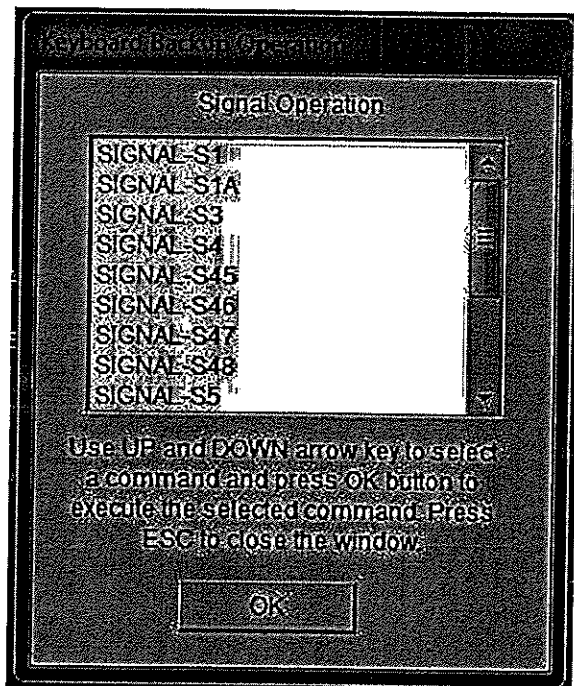 Keyboard Backup Operation
Signal Operation
SIGNAL-S1
SIGNAL-S1A
SIGNAL-S3
SIGNAL-S4
SIGNAL-S45
SIGNAL-S46
SIGNAL-S47
SIGNAL-S48
SIGNAL-S5
Use UP and DOWN arrow key to select
a command and press OK button to
execute the selected command. Press
ESC to close the window.
OK